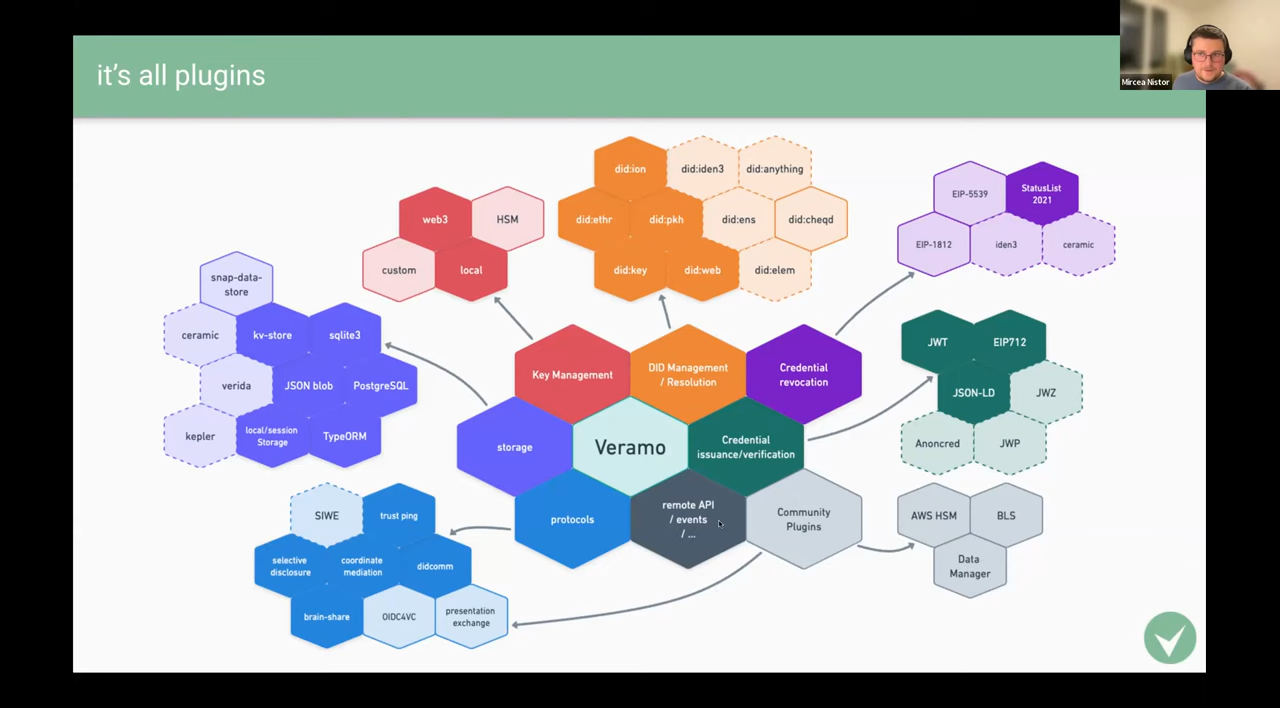 it's all plugins
Mircea Nistor
did:ion
did:iden3
did:anything
did:ethr
did:pkh
did:ens
did:cheqd
did:key
did:web
did:elem
web3
HSM
custom
local
EIP-5539
StatusList
2021
EIP-1812
iden3
ceramic
snap-data-
store
ceramic
kv-store
sqlite3
verida
JSON blob
PostgreSQL
kepler
local/session
Storage
TypeORM
JWT
EIP712
JSON-LD
JWZ
Anoncred
JWP
Key Management
DID Management
/ Resolution
Credential
revocation
storage
Veramo
Credential
issuance/verification
protocols
remote API
/ events
/ ...
Community
Plugins
SIWE
trust ping
selective
disclosure
coordinate
mediation
didcomm
brain-share
OIDC4VC
presentation
exchange
AWS HSM
BLS
Data
Manager